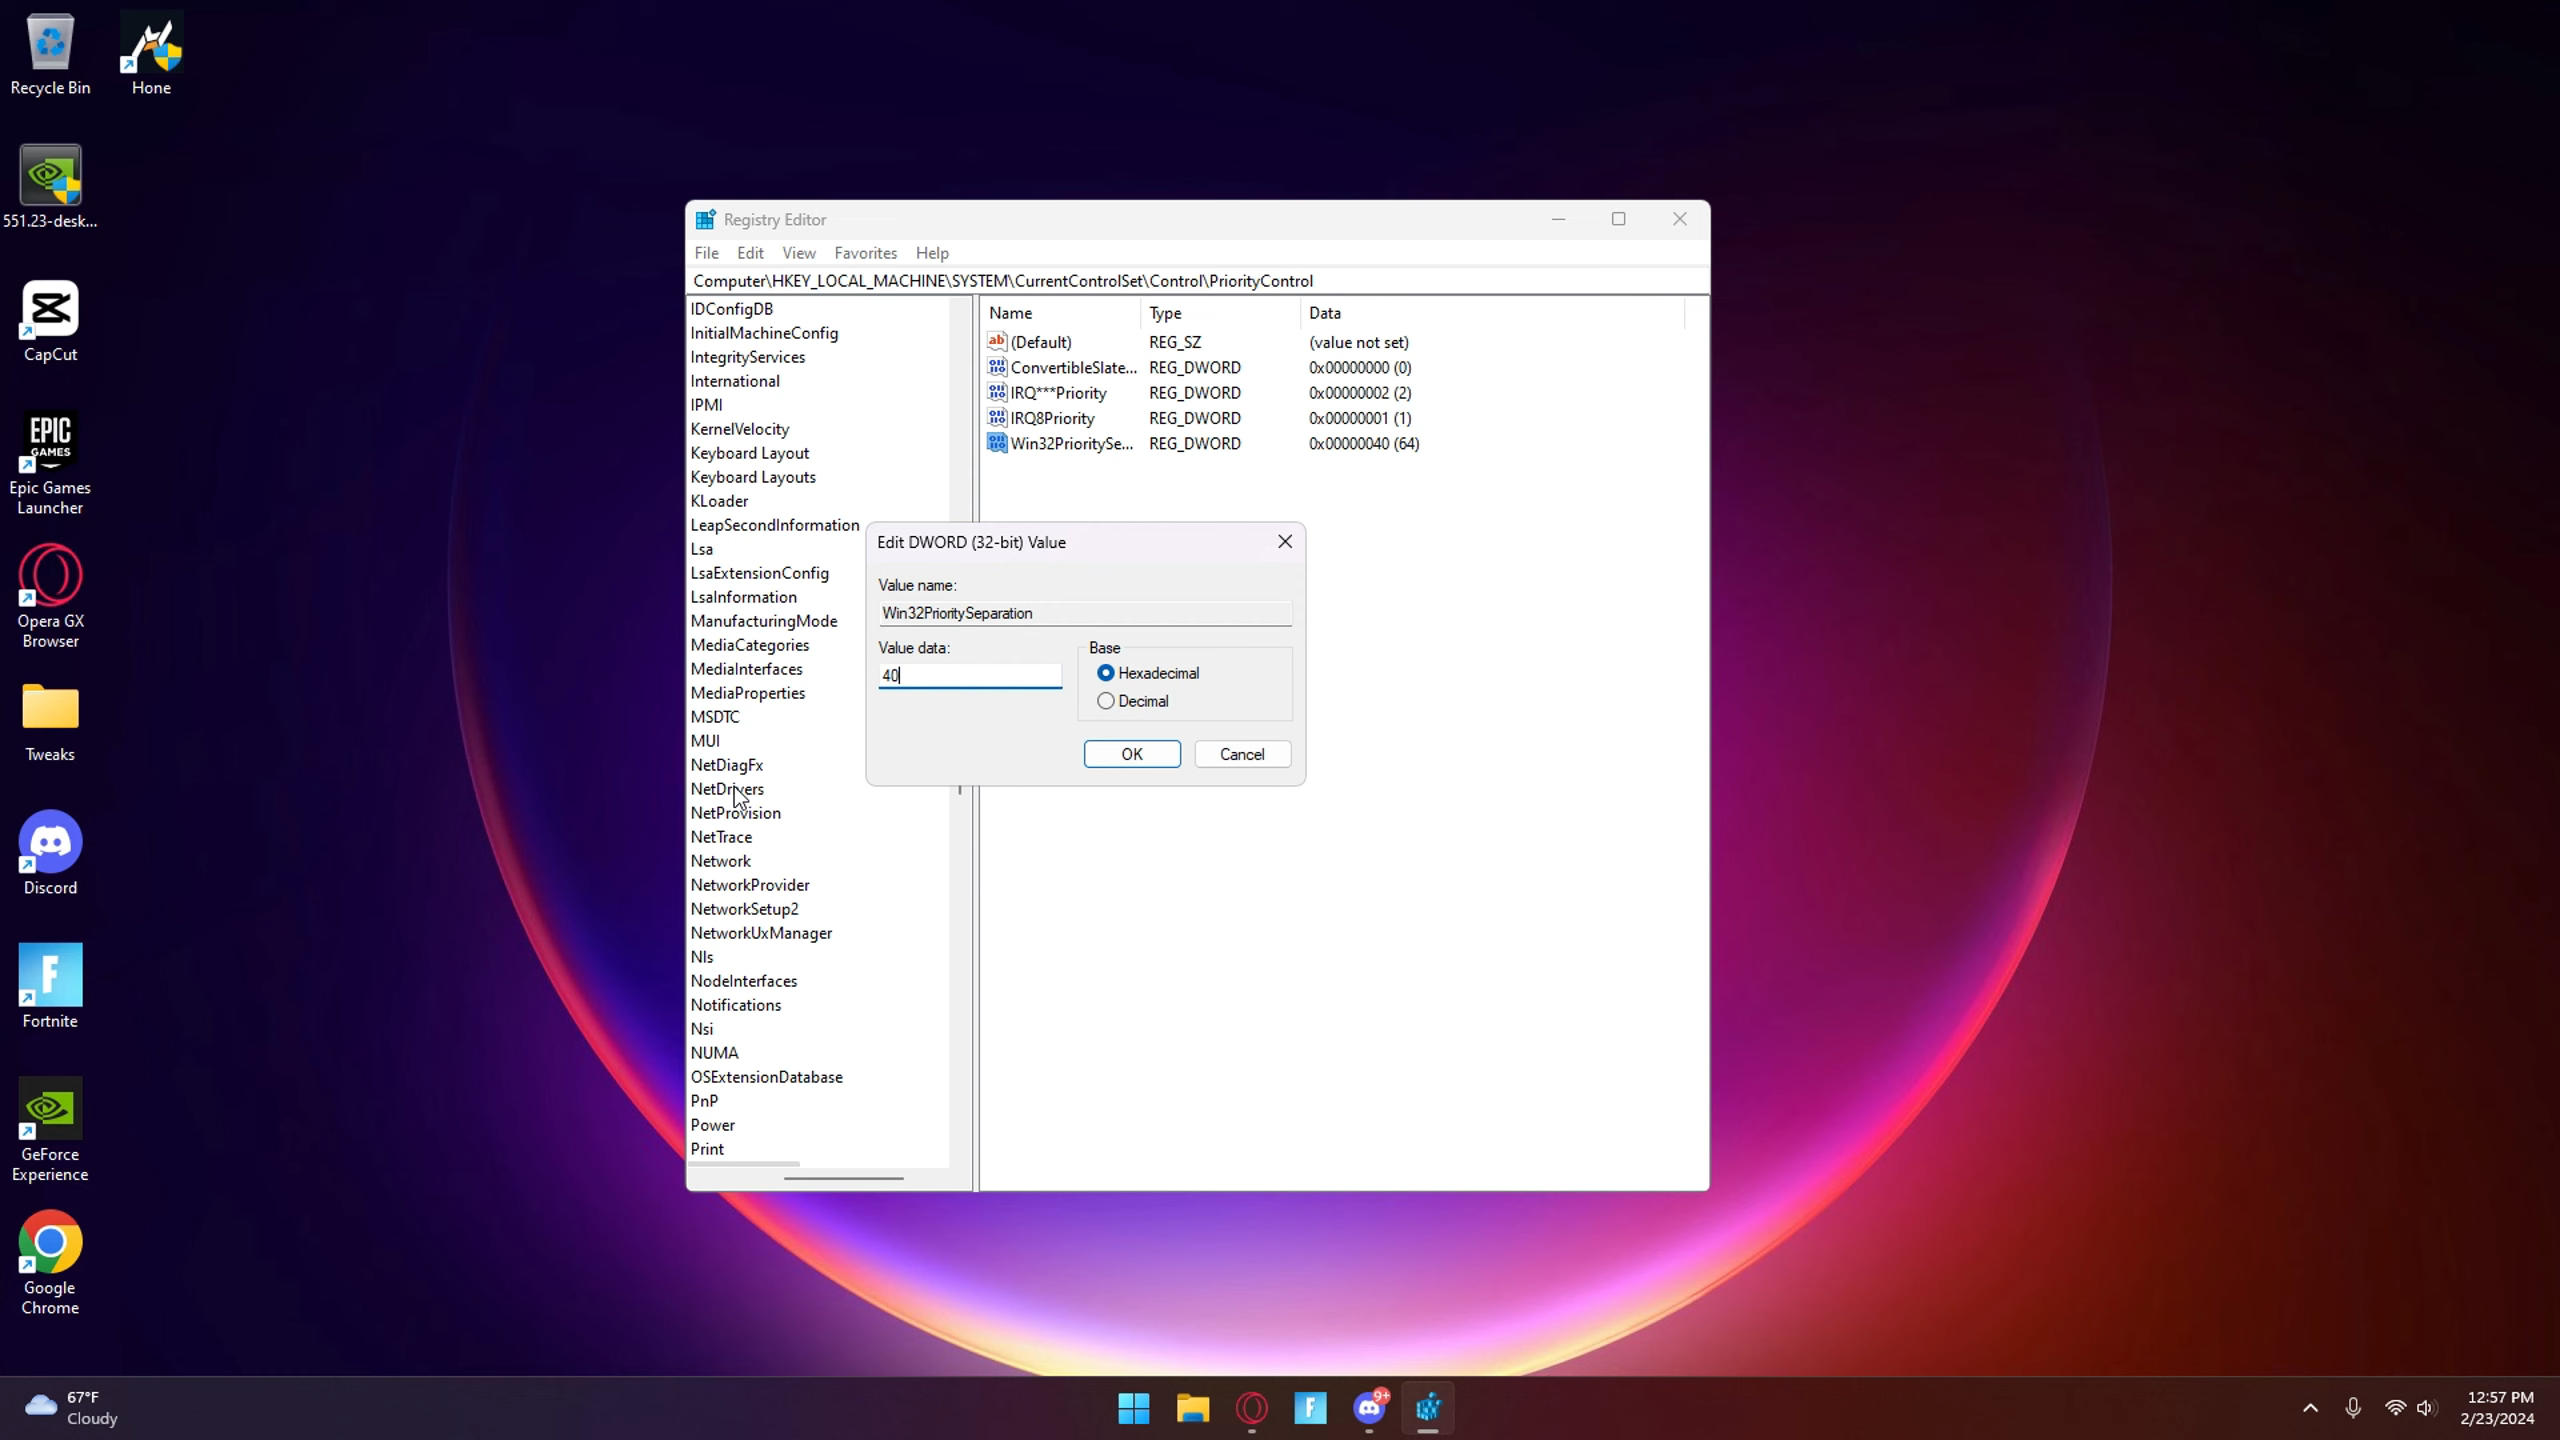 Recycle Bin
Hone
551.23-desk...
CapCut
EPIC
GAMES
Epic Games
Launcher
Opera GX
Browser
Tweaks
Discord
F
Fortnite
GeForce
Experience
Google
Chrome
Registry Editor
File Edit View Favorites Help
Computer\HKEY_LOCAL_MACHINE\SYSTEM\CurrentControlSet\Control\PriorityControl
IDConfigDB
InitialMachineConfig
IntegrityServices
International
IPMI
KernelVelocity
Keyboard Layout
Keyboard Layouts
KLoader
LeapSecondInformation
Lsa
LsaExtensionConfig
LsaInformation
ManufacturingMode
MediaCategories
MediaInterfaces
MediaProperties
MSDTC
MUI
NetDiagFx
NetDrivers
NetProvision
NetTrace
Network
NetworkProvider
NetworkSetup2
NetworkUxManager
Nls
NodeInterfaces
Notifications
Nsi
NUMA
OSExtensionDatabase
PnP
Power
Print
Name Type Data
ab (Default) REG_SZ (value not set)
ConvertibleSlate... REG_DWORD 0x00000000 (0)
IRQ***Priority REG_DWORD 0x00000002 (2)
IRQ8Priority REG_DWORD 0x00000001 (1)
Win32PrioritySe... REG_DWORD 0x00000040 (64)
Edit DWORD (32-bit) Value
Value name:
Win32PrioritySeparation
Value data:
40
Base
Hexadecimal
Decimal
OK Cancel
67°F
Cloudy
F
9+
12:57 PM
2/23/2024